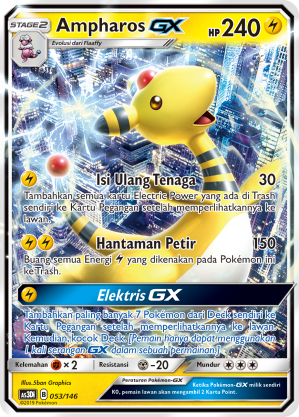 STAGE2 Ampharos GX HP 240
Evolusi dari Flaaffy
Isi Ulang Tenaga 30
Tambahkan semua kartu Electric Power yang ada di Trash
sendiri ke Kartu Pegangan setelah memperlihatkannya ke
lawan.
Hantaman Petir 150
Buang semua Energi yang dikenakan pada Pokémon ini
ke Trash.
Elektris GX
Tambahkan paling banyak 7 Pokémon dari Deck sendiri ke
Kartu Pegangan setelah memperlihatkannya ke lawan.
Kemudian, kocok Deck. [Pemain hanya dapat menggunakan
1 kali serangan GX dalam sebuah permainan.]
Kelemahan × 2 Resistansi -20 Mundur
Illus.5ban Graphics
AS3DN D 053/146
©2019 Pokémon
Peraturan Pokémon-GX
Ketika Pokémon-GX milik sendiri
KO, pemain lawan mengambil 2 Kartu Point.